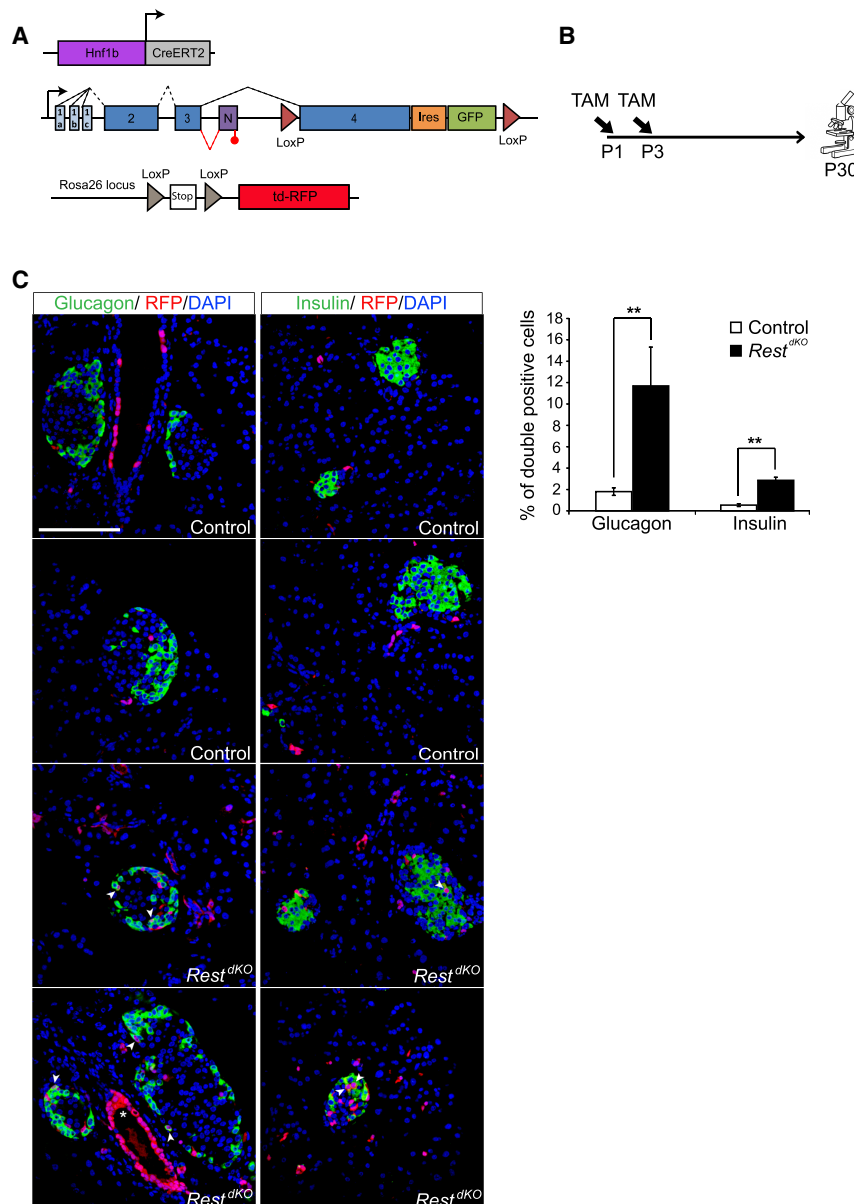 A
Hnf1b
CreERT2
1a
1b
1c
2
3
N
4
Ires
GFP
LoxP
LoxP
Rosa26 locus
LoxP
LoxP
Stop
td-RFP
B
TAM TAM
P1 P3
P30
C
Glucagon/ RFP/DAPI
Insulin/ RFP/DAPI
Control
Control
Control
Control
Rest dKO
Rest dKO
*
Rest dKO
Rest dKO
% of double positive cells
18
16
14
12
10
8
6
4
2
0
**
**
Control
Rest dKO
Glucagon
Insulin